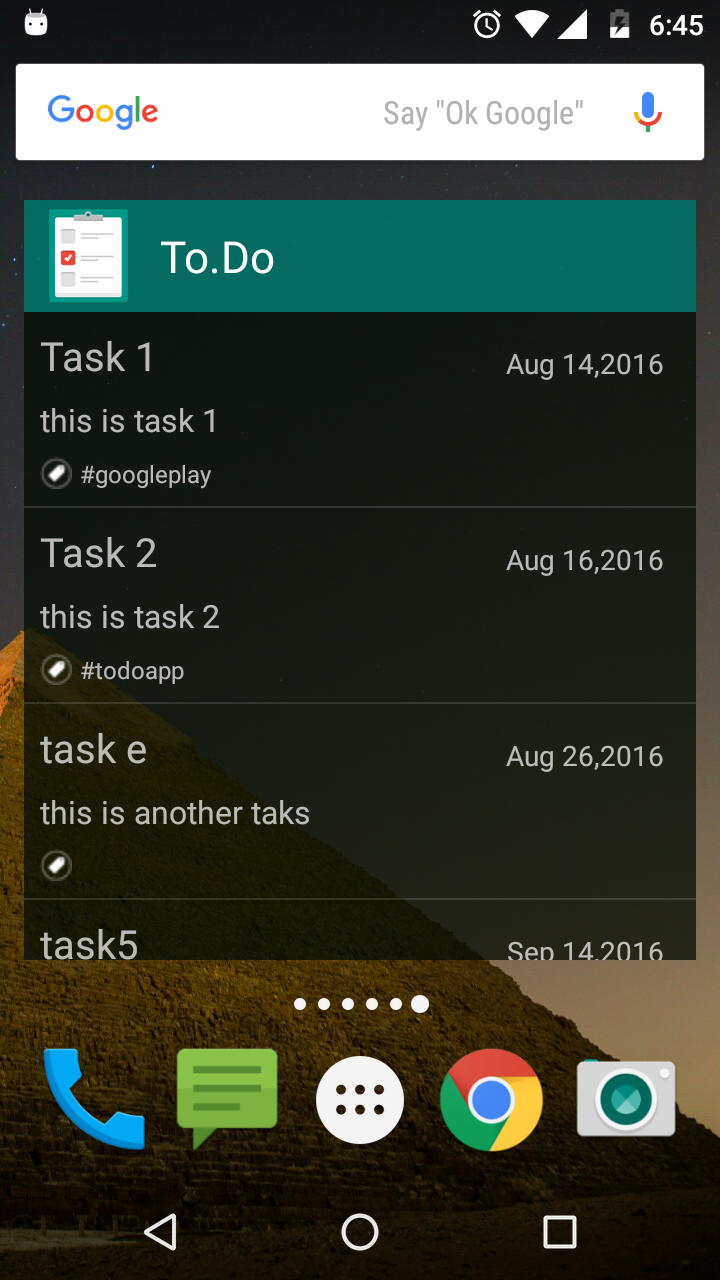 6:45
Google Say "Ok Google"
To.Do
Task 1 Aug 14,2016
this is task 1
#googleplay
Task 2 Aug 16,2016
this is task 2
#todoapp
task e Aug 26,2016
this is another taks
task5 Sep 14,2016